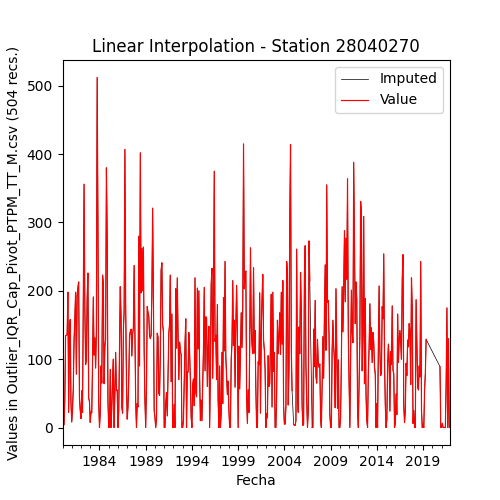 Linear Interpolation - Station 28040270
Imputed
Value
Values in Outlier_IQR_Cap_Pivot_PTPM_TT_M.csv (504 recs.)
500
400
300
200
100
0
1984 1989 1994 1999 2004 2009 2014 2019
Fecha